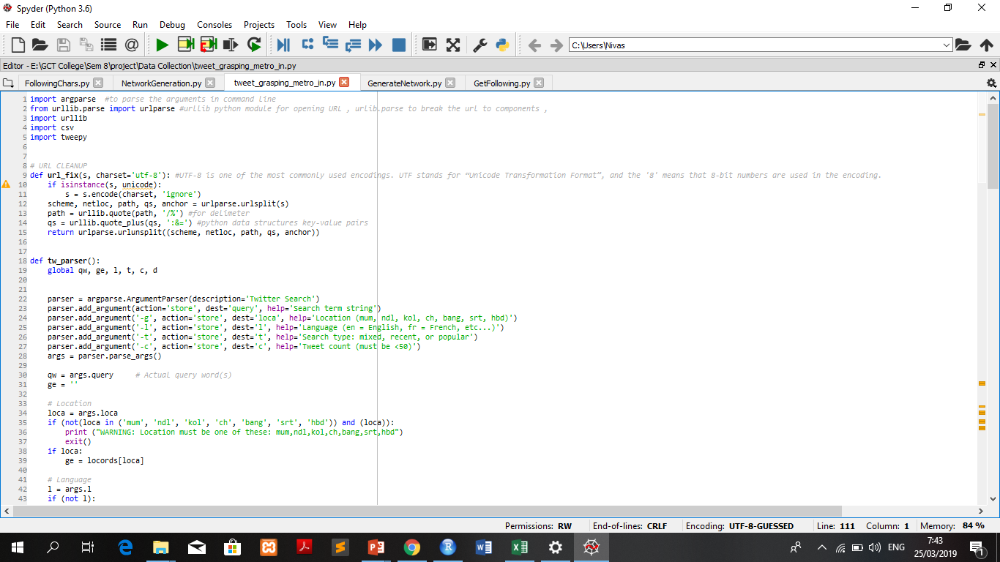 Spyder (Python 3.6)
File Edit Search Source Run Debug Consoles Projects Tools View Help
C:\Users\Nivas
Editor - E:\GCT College\Sem 8\project\Data Collection\tweet_grasping_metro_in.py
FollowingChars.py NetworkGeneration.py tweet_grasping_metro_in.py GenerateNetwork.py GetFollowing.py
1 import argparse  #to parse the arguments in command line
2 from urllib.parse import urlparse #urllib python module for opening URL , urlib.parse to break the url to components ,
3 import urllib
4 import csv
5 import tweepy
6
7
8 # URL CLEANUP
9 def url_fix(s, charset='utf-8'): #UTF-8 is one of the most commonly used encodings. UTF stands for “Unicode Transformation Format”, and the '8' means that 8-bit numbers are used in the encoding.
10     if isinstance(s, unicode):
11         s = s.encode(charset, 'ignore')
12     scheme, netloc, path, qs, anchor = urlparse.urlsplit(s)
13     path = urllib.quote(path, '/%') #for delimeter
14     qs = urllib.quote_plus(qs, ':&=') #python data structures key-value pairs
15     return urlparse.urlunsplit((scheme, netloc, path, qs, anchor))
16
17
18 def tw_parser():
19     global qw, ge, l, t, c, d
20
21
22     parser = argparse.ArgumentParser(description='Twitter Search')
23     parser.add_argument(action='store', dest='query', help='Search term string')
24     parser.add_argument('-g', action='store', dest='loca', help='Location (mum, ndl, kol, ch, bang, srt, hbd)')
25     parser.add_argument('-l', action='store', dest='l', help='Language (en = English, fr = French, etc...)')
26     parser.add_argument('-t', action='store', dest='t', help='Search type: mixed, recent, or popular')
27     parser.add_argument('-c', action='store', dest='c', help='Tweet count (must be <50)')
28     args = parser.parse_args()
29
30     qw = args.query     # Actual query word(s)
31     ge = ''
32
33     # Location
34     loca = args.loca
35     if (not(loca in ('mum', 'ndl', 'kol', 'ch', 'bang', 'srt', 'hbd')) and (loca)):
36         print ("WARNING: Location must be one of these: mum,ndl,kol,ch,bang,srt,hbd")
37         exit()
38     if loca:
39         ge = locords[loca]
40
41     # Language
42     l = args.l
43     if (not l):
Permissions: RW End-of-lines: CRLF Encoding: UTF-8-GUESSED Line: 111 Column: 1 Memory: 84 %
ENG
7:43
25/03/2019
1